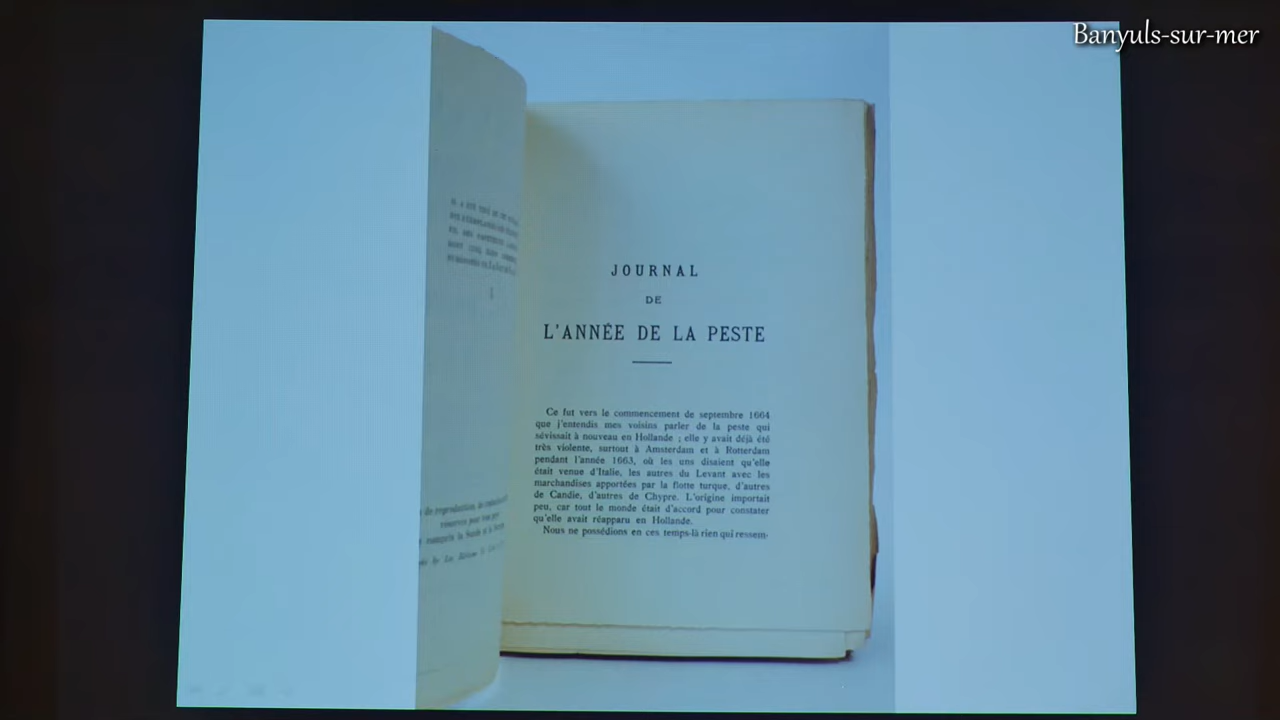 Banyuls-sur-mer
JOURNAL
DE
L'ANNÉE DE LA PESTE
Ce fut vers le commencement de septembre 1664
que j'entendis mes voisins parler de la peste qui
sévissait à nouveau en Hollande ; elle y avait déjà été
très violente, surtout à Amsterdam et à Rotterdam
pendant l'année 1663, où les uns disaient qu'elle
était venue d'Italie, les autres du Levant avec les
marchandises apportées par la flotte turque, d'autres
de Candie, d'autres de Chypre. L'origine importait
peu, car tout le monde était d'accord pour constater
qu'elle avait réapparu en Hollande.
Nous ne possédions en ces temps-là rien qui ressem-